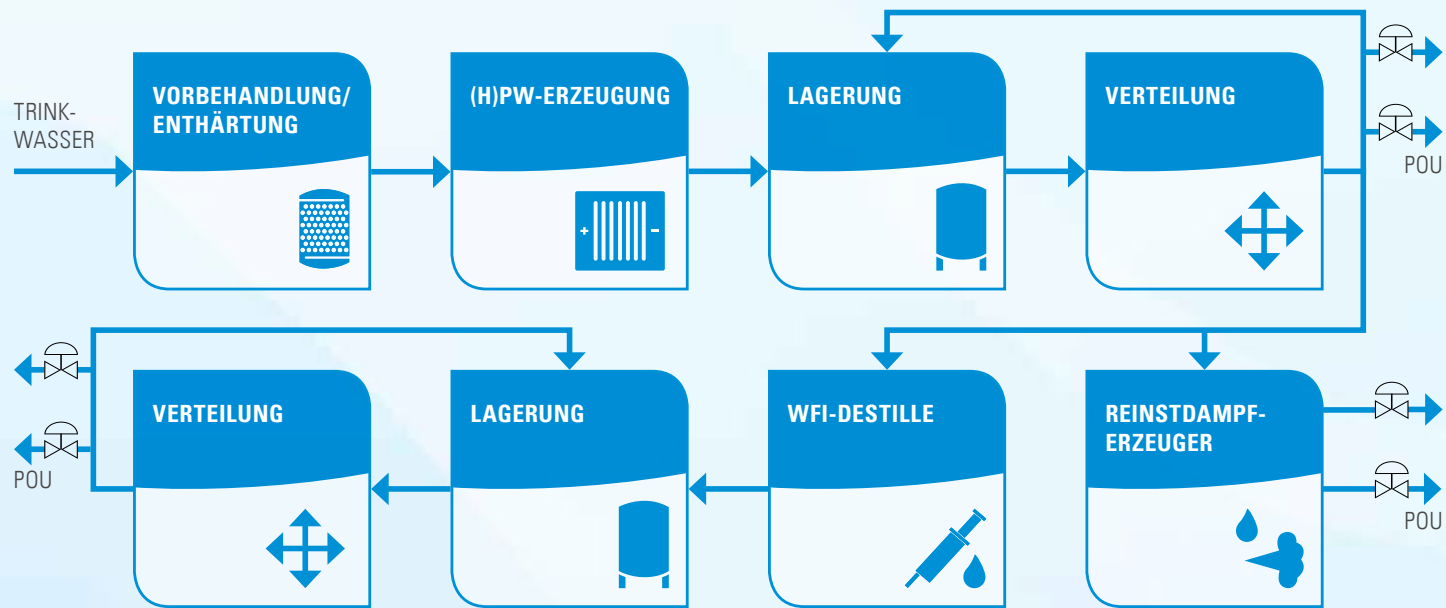 TRINK-
WASSER
VORBEHANDLUNG/
ENTHÄRTUNG
(H)PW-ERZEUGUNG
LAGERUNG
VERTEILUNG
POU
VERTEILUNG
POU
LAGERUNG
WFI-DESTILLE
REINSTDAMPF-
ERZEUGER
POU